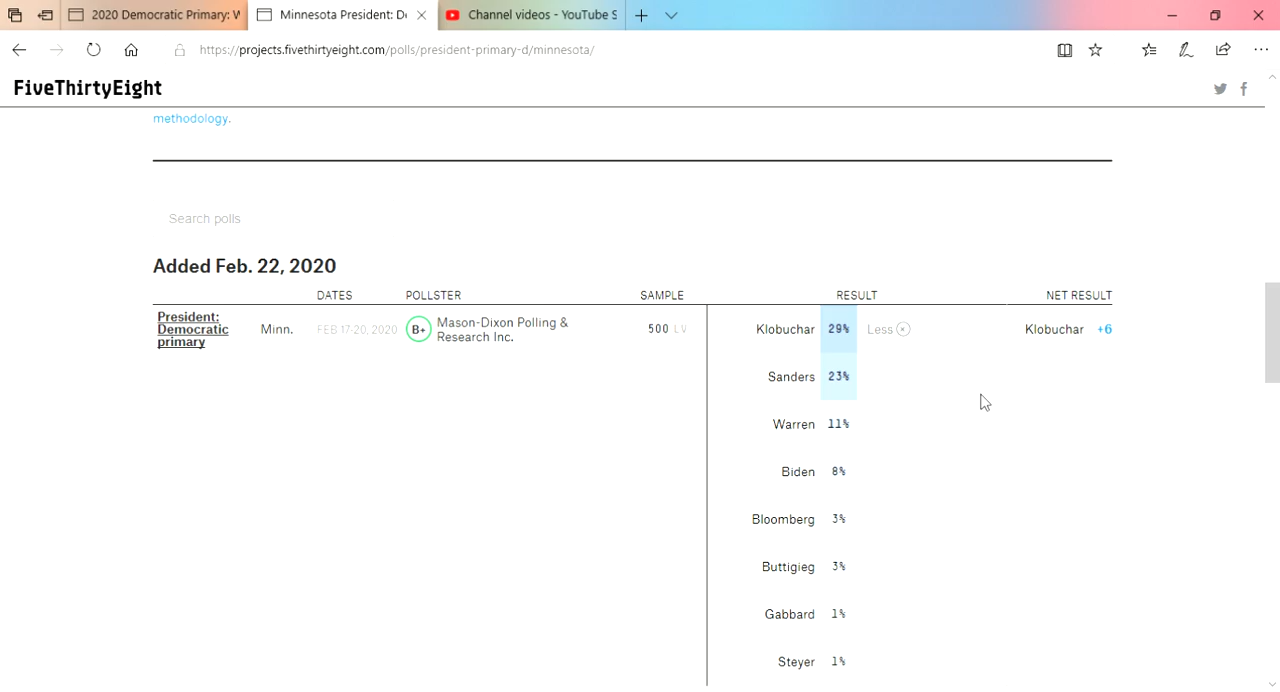 2020 Democratic Primary: W
Minnesota President: De
Channel videos - YouTube S
https://projects.fivethirtyeight.com/polls/president-primary-d/minnesota/
FiveThirtyEight
methodology.
Search polls
Added Feb. 22, 2020
DATES POLLSTER SAMPLE RESULT NET RESULT
President: Democratic primary Minn. FEB 17-20, 2020 B+ Mason-Dixon Polling & Research Inc. 500 LV Klobuchar 29% Less Klobuchar +6
Sanders 23%
Warren 11%
Biden 8%
Bloomberg 3%
Buttigieg 3%
Gabbard 1%
Steyer 1%